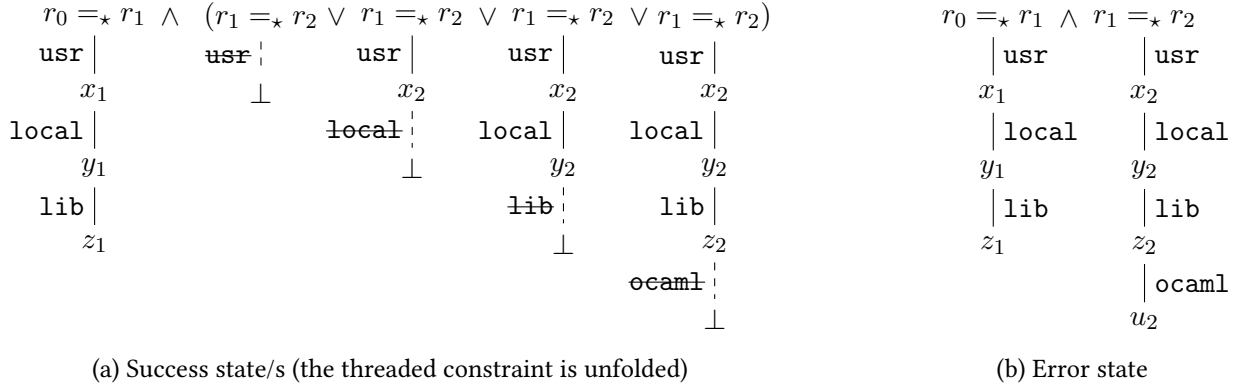 r₀ =⋆ r₁ ∧ (r₁ =⋆ r₂ ∨ r₁ =⋆ r₂ ∨ r₁ =⋆ r₂ ∨ r₁ =⋆ r₂) r₀ =⋆ r₁ ∧ r₁ =⋆ r₂
usr usr usr usr usr usr usr
x₁ ⊥ x₂ x₂ x₂ x₁ x₂
local local local local local local
y₁ ⊥ y₂ y₂ y₁ y₂
lib lib lib lib lib
z₁ ⊥ z₂ z₁ z₂
ocaml ocaml
⊥ u₂
(a) Success state/s (the threaded constraint is unfolded) (b) Error state